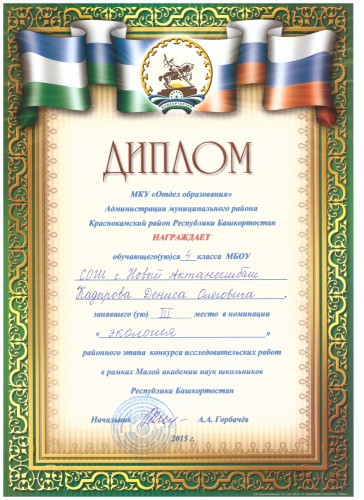 БАШКОРТОСТАН
ДИПЛОМ
МКУ «Отдел образования»
Администрации муниципального района
Краснокамский район Республики Башкортостан
НАГРАЖДАЕТ
обучающего(ую)ся 4 класса МБОУ
СОШ с. Новый Актанышбаш
Кадырова Дениса Олеговича,
занявшего (ую) III место в номинации
« экология »
районного этапа конкурса исследовательских работ
в рамках Малой академии наук школьников
Республики Башкортостан
Начальник А.А. Горбачёв
2015 г.